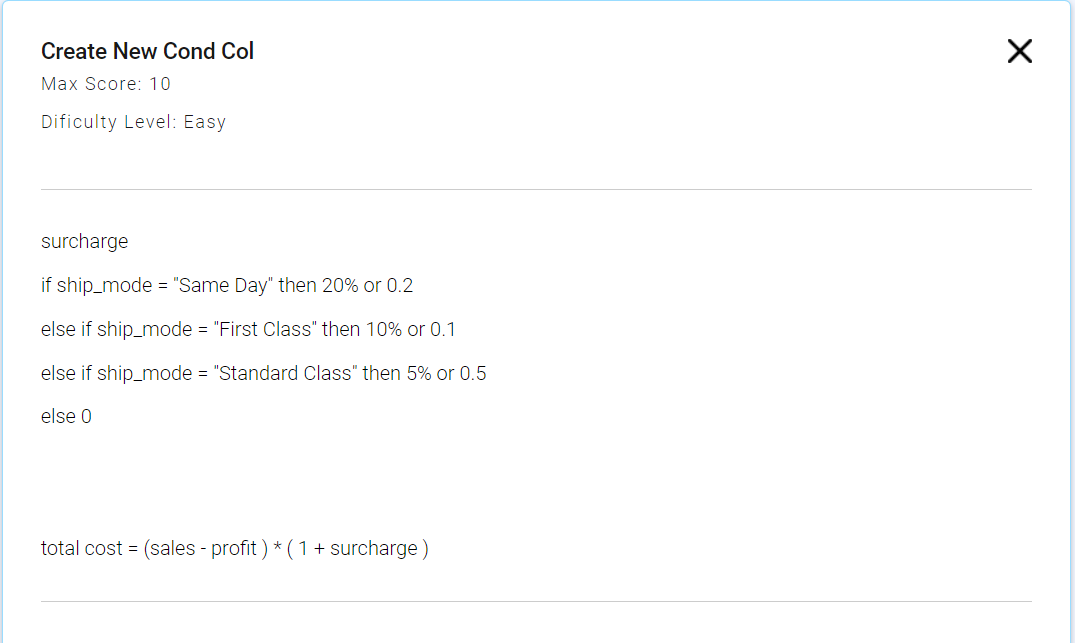 Create New Cond Col
Max Score: 10
Dificulty Level: Easy
surcharge
if ship_mode = "Same Day" then 20% or 0.2
else if ship_mode = "First Class" then 10% or 0.1
else if ship_mode = "Standard Class" then 5% or 0.5
else 0
total cost = (sales - profit ) * ( 1 + surcharge )